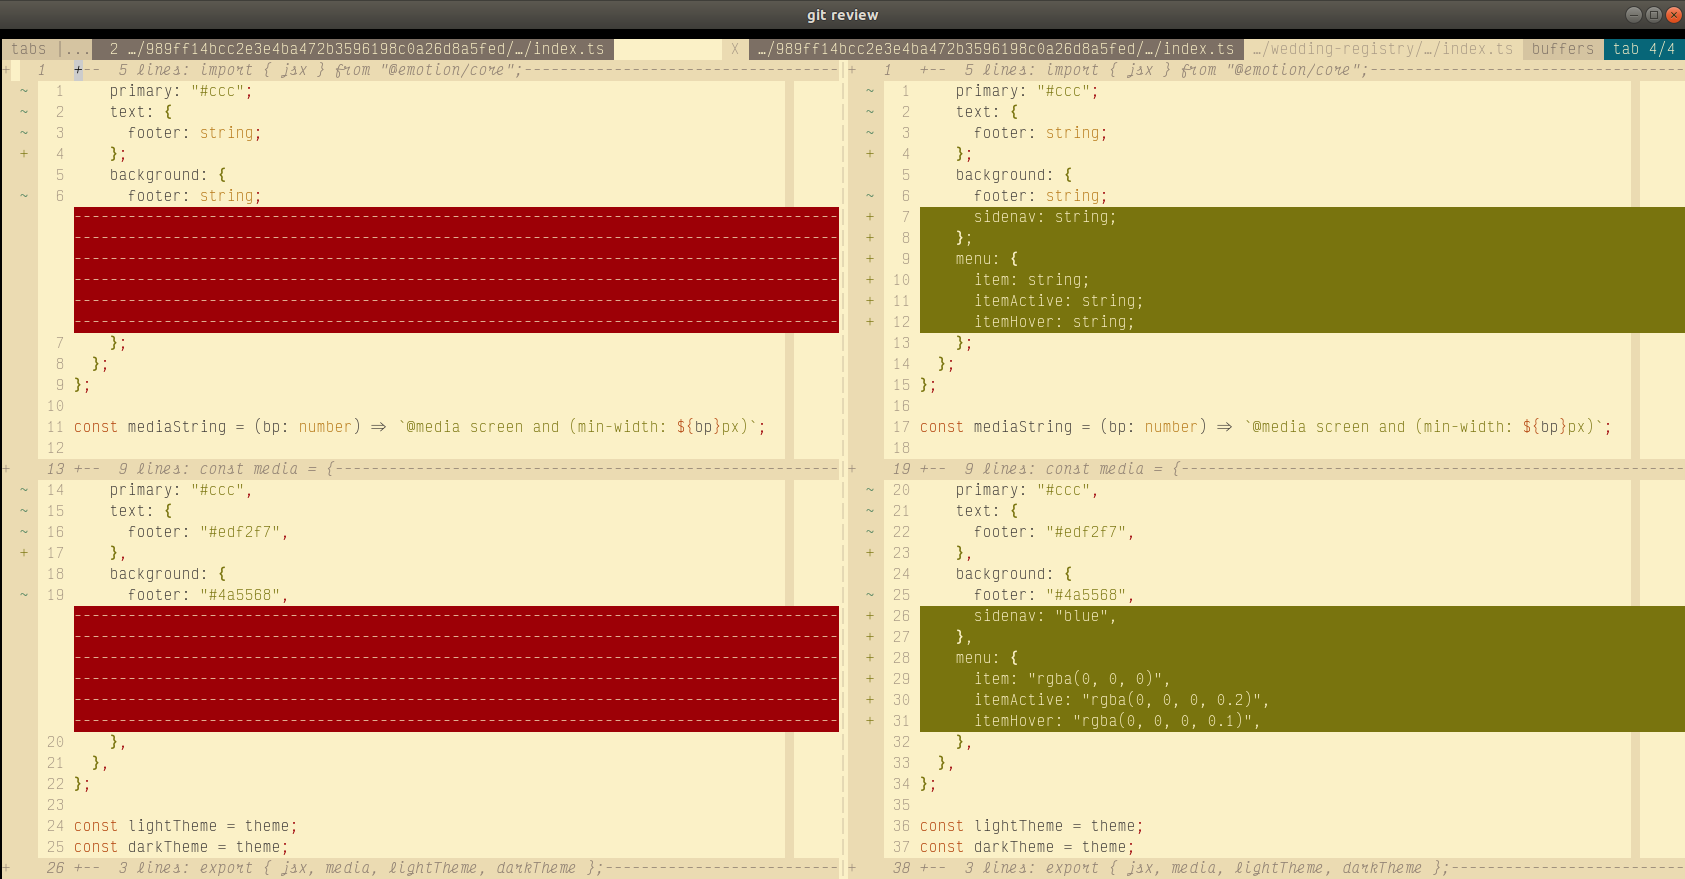 git review
tabs |... 2 …/989ff14bcc2e3e4ba472b3596198c0a26d8a5fed/…/index.ts X …/989ff14bcc2e3e4ba472b3596198c0a26d8a5fed/…/index.ts …/wedding-registry/…/index.ts buffers tab 4/4
+ 1 +-- 5 lines: import { jsx } from "@emotion/core";------------------------------------
~ 1 primary: "#ccc";
~ 2 text: {
~ 3 footer: string;
+ 4 };
5 background: {
~ 6 footer: string;
-------------------------------------------------------------------------------------
-------------------------------------------------------------------------------------
-------------------------------------------------------------------------------------
-------------------------------------------------------------------------------------
-------------------------------------------------------------------------------------
-------------------------------------------------------------------------------------
7 };
8 };
9 };
10
11 const mediaString = (bp: number) => `@media screen and (min-width: ${bp}px)`;
12
+ 13 +-- 9 lines: const media = {--------------------------------------------------------
~ 14 primary: "#ccc",
~ 15 text: {
~ 16 footer: "#edf2f7",
+ 17 },
18 background: {
~ 19 footer: "#4a5568",
-------------------------------------------------------------------------------------
-------------------------------------------------------------------------------------
-------------------------------------------------------------------------------------
-------------------------------------------------------------------------------------
-------------------------------------------------------------------------------------
-------------------------------------------------------------------------------------
20 },
21 },
22 };
23
24 const lightTheme = theme;
25 const darkTheme = theme;
+ 26 +-- 3 lines: export { jsx, media, lightTheme, darkTheme };--------------------------
+ 1 +-- 5 lines: import { jsx } from "@emotion/core";-----------------------------------
~ 1 primary: "#ccc";
~ 2 text: {
~ 3 footer: string;
+ 4 };
5 background: {
~ 6 footer: string;
+ 7 sidenav: string;
+ 8 };
+ 9 menu: {
+ 10 item: string;
+ 11 itemActive: string;
+ 12 itemHover: string;
13 };
14 };
15 };
16
17 const mediaString = (bp: number) => `@media screen and (min-width: ${bp}px)`;
18
+ 19 +-- 9 lines: const media = {--------------------------------------------------------
~ 20 primary: "#ccc",
~ 21 text: {
~ 22 footer: "#edf2f7",
+ 23 },
24 background: {
~ 25 footer: "#4a5568",
+ 26 sidenav: "blue",
+ 27 },
+ 28 menu: {
+ 29 item: "rgba(0, 0, 0)",
+ 30 itemActive: "rgba(0, 0, 0, 0.2)",
+ 31 itemHover: "rgba(0, 0, 0, 0.1)",
32 },
33 },
34 };
35
36 const lightTheme = theme;
37 const darkTheme = theme;
+ 38 +-- 3 lines: export { jsx, media, lightTheme, darkTheme };--------------------------